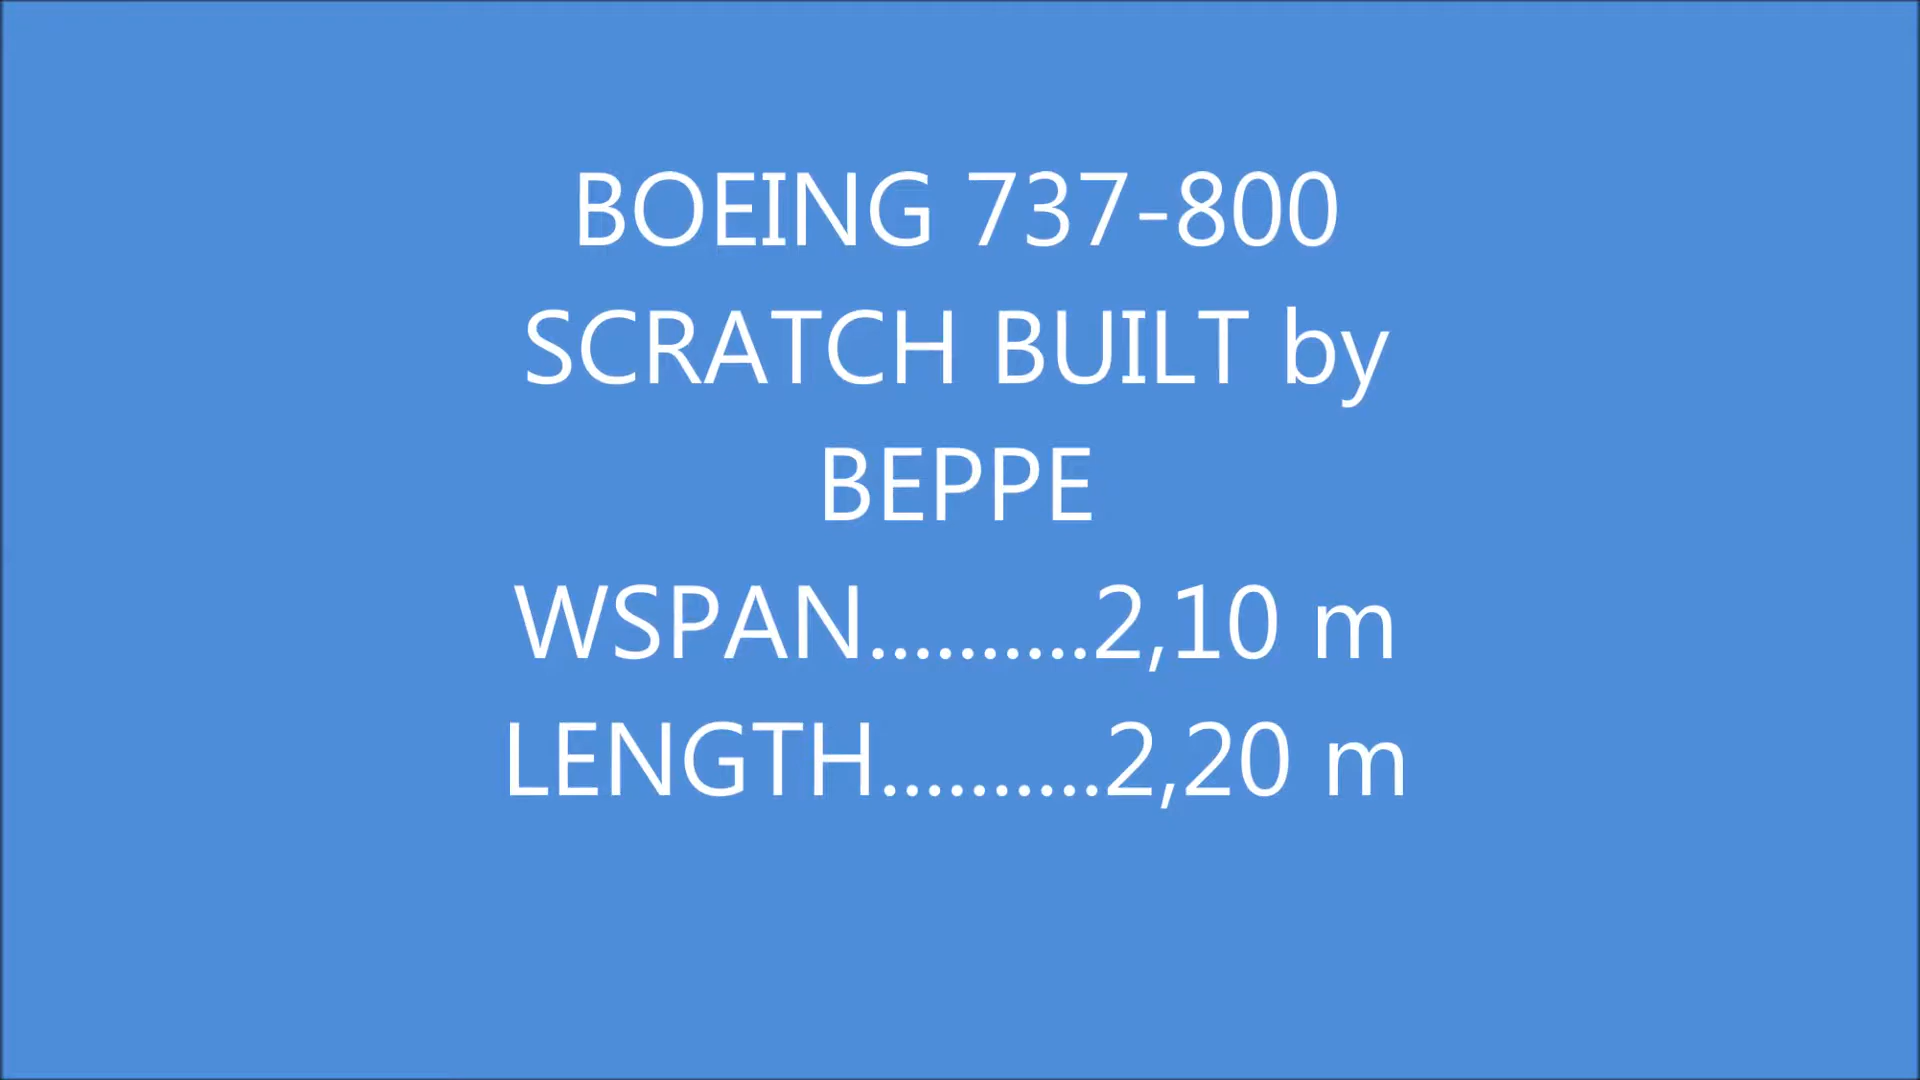 BOEING 737-800
SCRATCH BUILT by
BEPPE
WSPAN..........2,10 m
LENGTH..........2,20 m